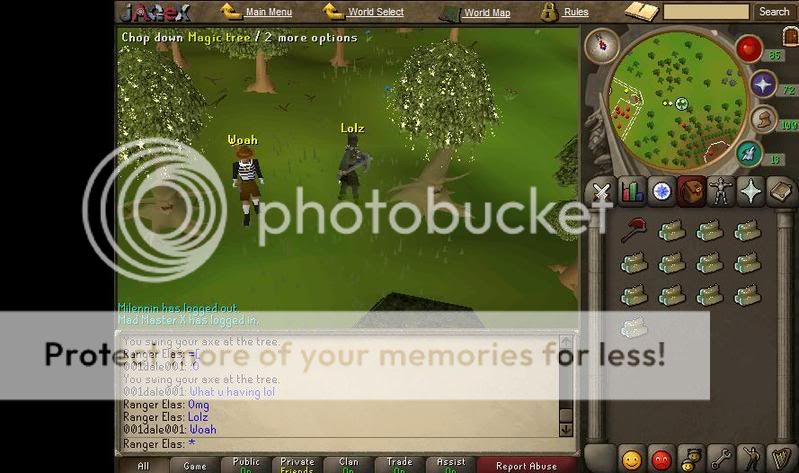 JAGEX
Main Menu
World Select
World Map
Rules
Search
Chop down Magic tree / 2 more options
85
72
13
Woah
Lolz
photobucket
Milennin has logged out.
Mad Master X has logged in.
Protect more of your memories for less!
You swing your axe at the tree.
Ranger Elas: =[
001dale001: :O
You swing your axe at the tree.
001dale001: What u having lol
Ranger Elas: Omg
Ranger Elas: Lolz
001dale001: Woah
Ranger Elas: *
All
Game
Public
On
Private
Friends
Clan
On
Trade
On
Assist
On
Report Abuse